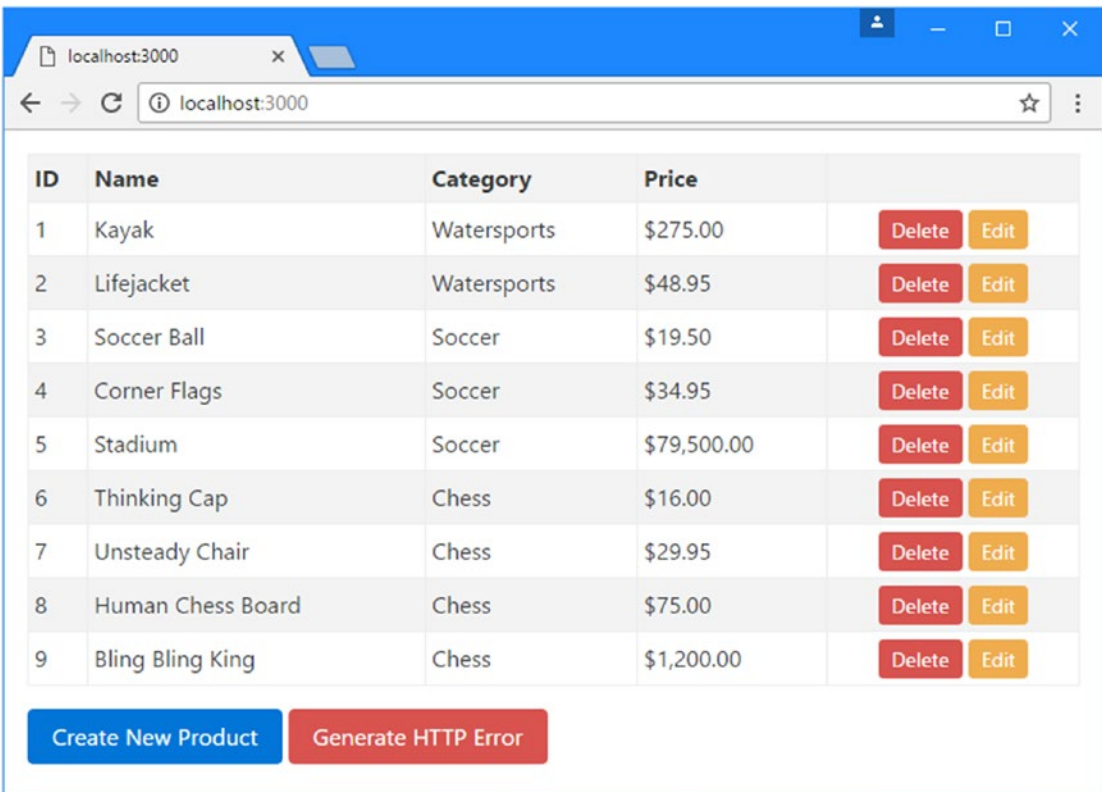 localhost:3000
localhost:3000
ID Name Category Price
1 Kayak Watersports $275.00 Delete Edit
2 Lifejacket Watersports $48.95 Delete Edit
3 Soccer Ball Soccer $19.50 Delete Edit
4 Corner Flags Soccer $34.95 Delete Edit
5 Stadium Soccer $79,500.00 Delete Edit
6 Thinking Cap Chess $16.00 Delete Edit
7 Unsteady Chair Chess $29.95 Delete Edit
8 Human Chess Board Chess $75.00 Delete Edit
9 Bling Bling King Chess $1,200.00 Delete Edit
Create New Product Generate HTTP Error